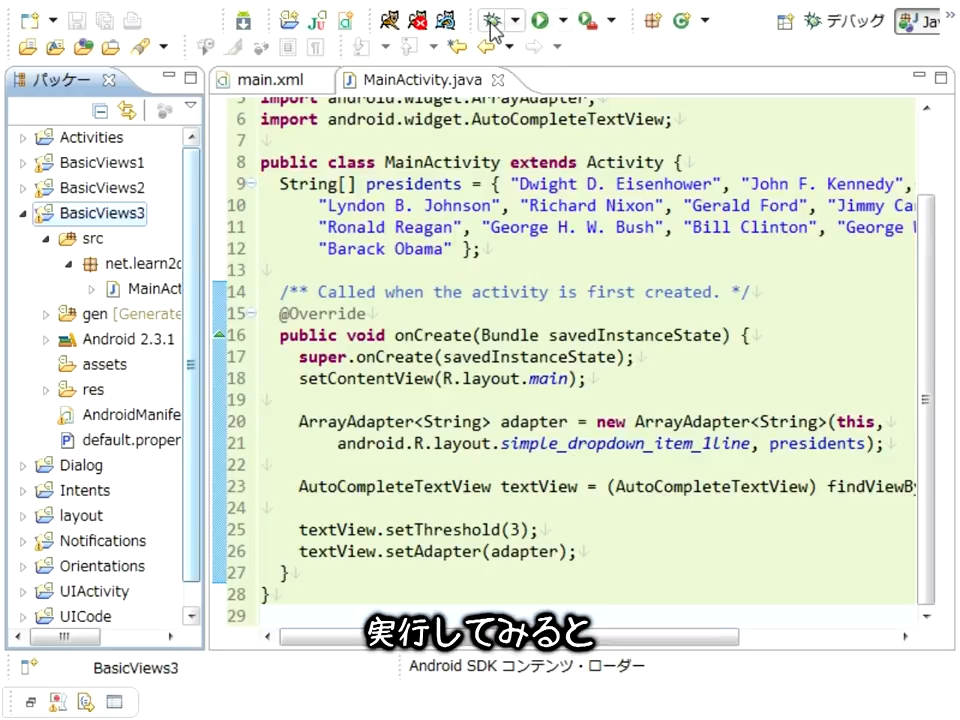 デバッグ
Ja
パッケー
main.xml
MainActivity.java
Activities
BasicViews1
BasicViews2
BasicViews3
src
net.learn2d
MainAct
gen [Generate
Android 2.3.1
assets
res
AndroidManife
default.proper
Dialog
Intents
layout
Notifications
Orientations
UIActivity
UICode
5 import android.widget.ArrayAdapter;
6 import android.widget.AutoCompleteTextView;
7
8 public class MainActivity extends Activity {
9 String[] presidents = { "Dwight D. Eisenhower", "John F. Kennedy",
10 "Lyndon B. Johnson", "Richard Nixon", "Gerald Ford", "Jimmy Ca
11 "Ronald Reagan", "George H. W. Bush", "Bill Clinton", "George W
12 "Barack Obama" };
13
14 /** Called when the activity is first created. */
15 @Override
16 public void onCreate(Bundle savedInstanceState) {
17 super.onCreate(savedInstanceState);
18 setContentView(R.layout.main);
19
20 ArrayAdapter<String> adapter = new ArrayAdapter<String>(this,
21 android.R.layout.simple_dropdown_item_1line, presidents);
22
23 AutoCompleteTextView textView = (AutoCompleteTextView) findViewBy
24
25 textView.setThreshold(3);
26 textView.setAdapter(adapter);
27 }
28 }
29
実行してみると
BasicViews3
Android SDK コンテンツ・ローダー